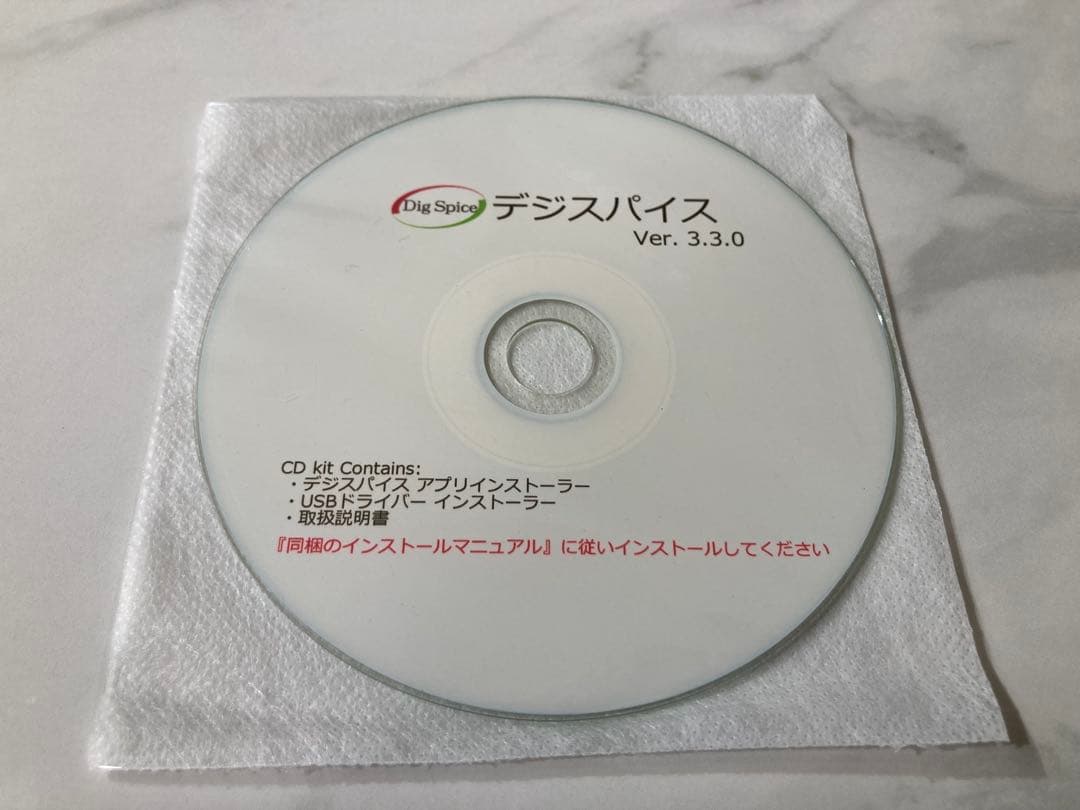 Dig Spice デジスパイス
Ver. 3.3.0
CD kit Contains:
・デジスパイス アプリインストーラー
・USBドライバー インストーラー
・取扱説明書
『同梱のインストールマニュアル』に従いインストールしてください